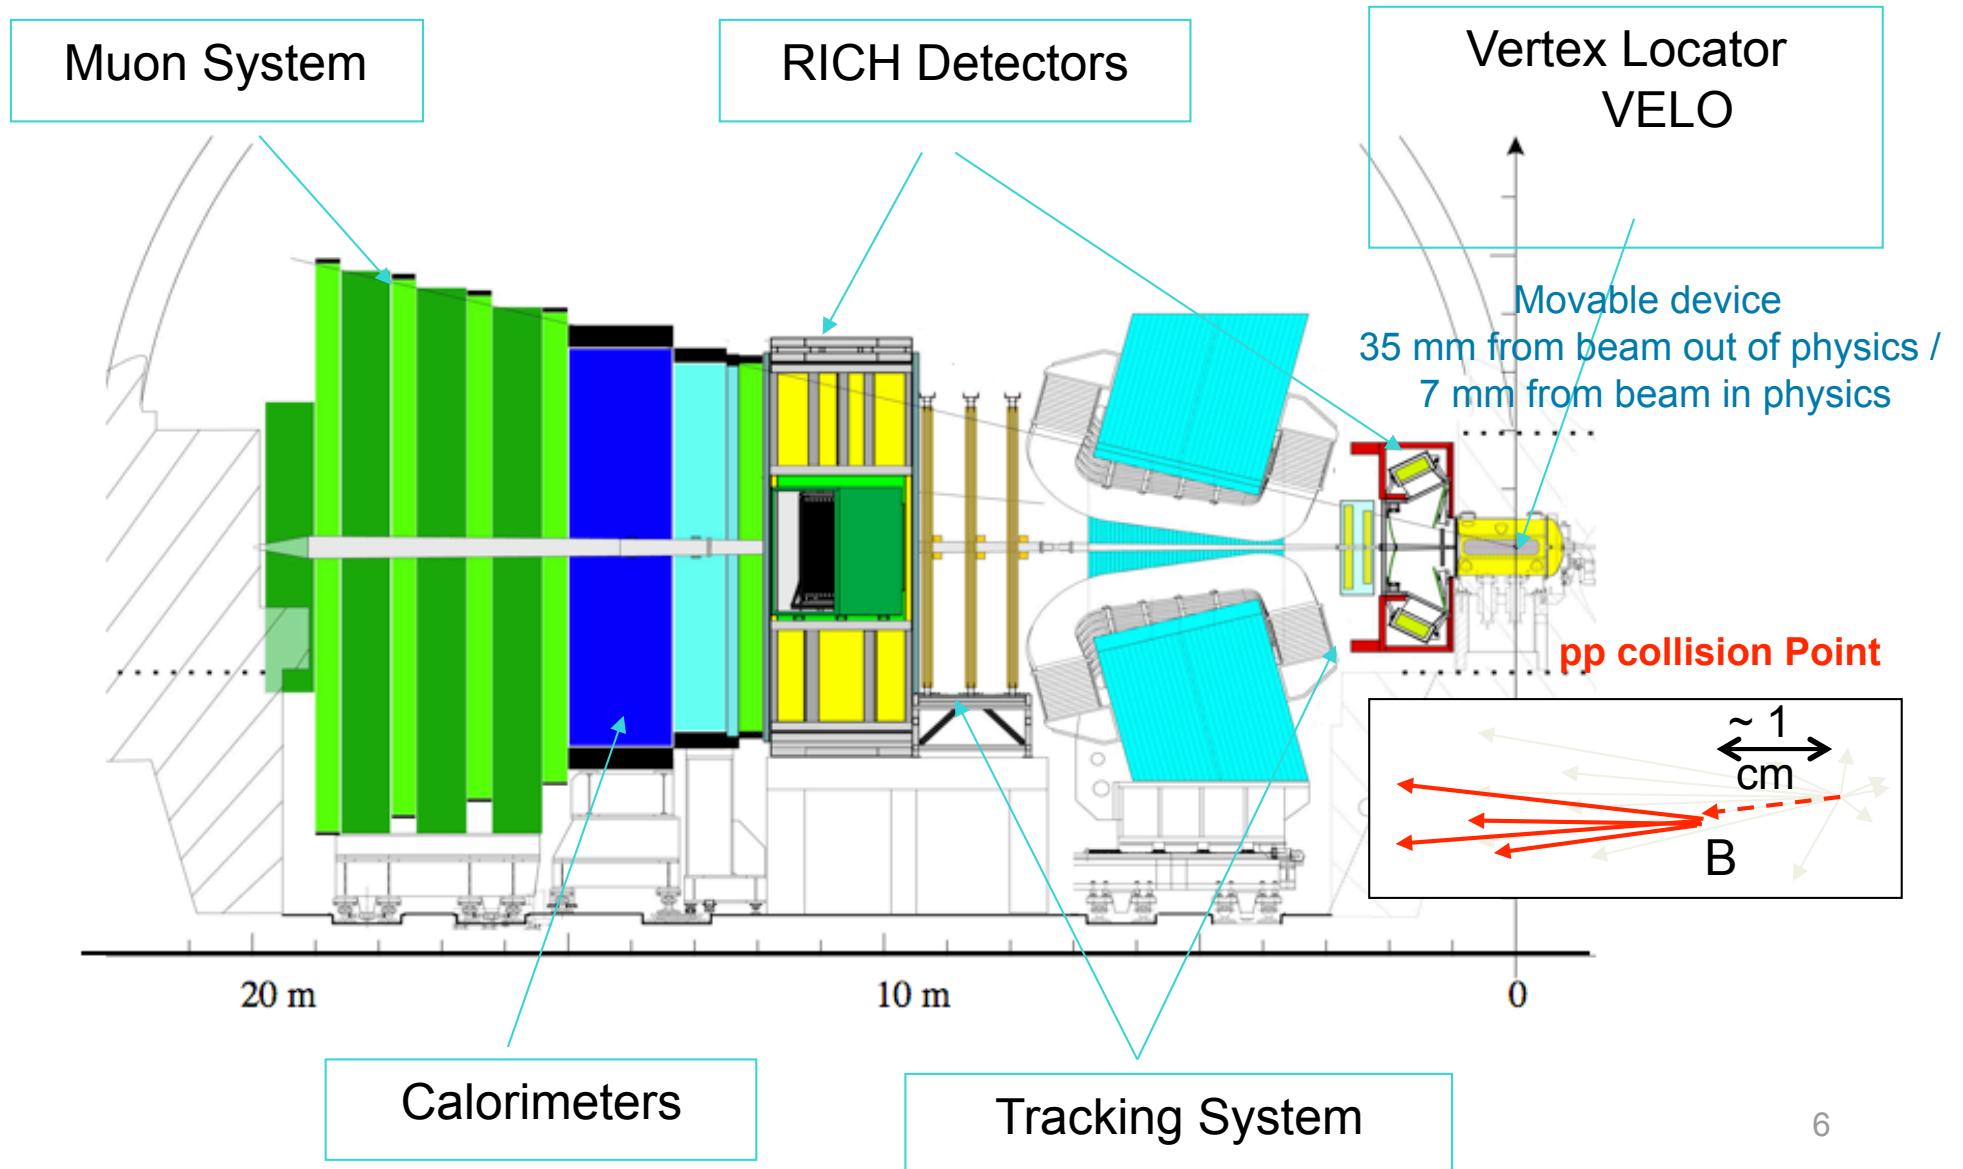 Muon System
RICH Detectors
Vertex Locator
VELO
Movable device
35 mm from beam out of physics /
7 mm from beam in physics
pp collision Point
~ 1
cm
B
20 m
10 m
0
Calorimeters
Tracking System
6